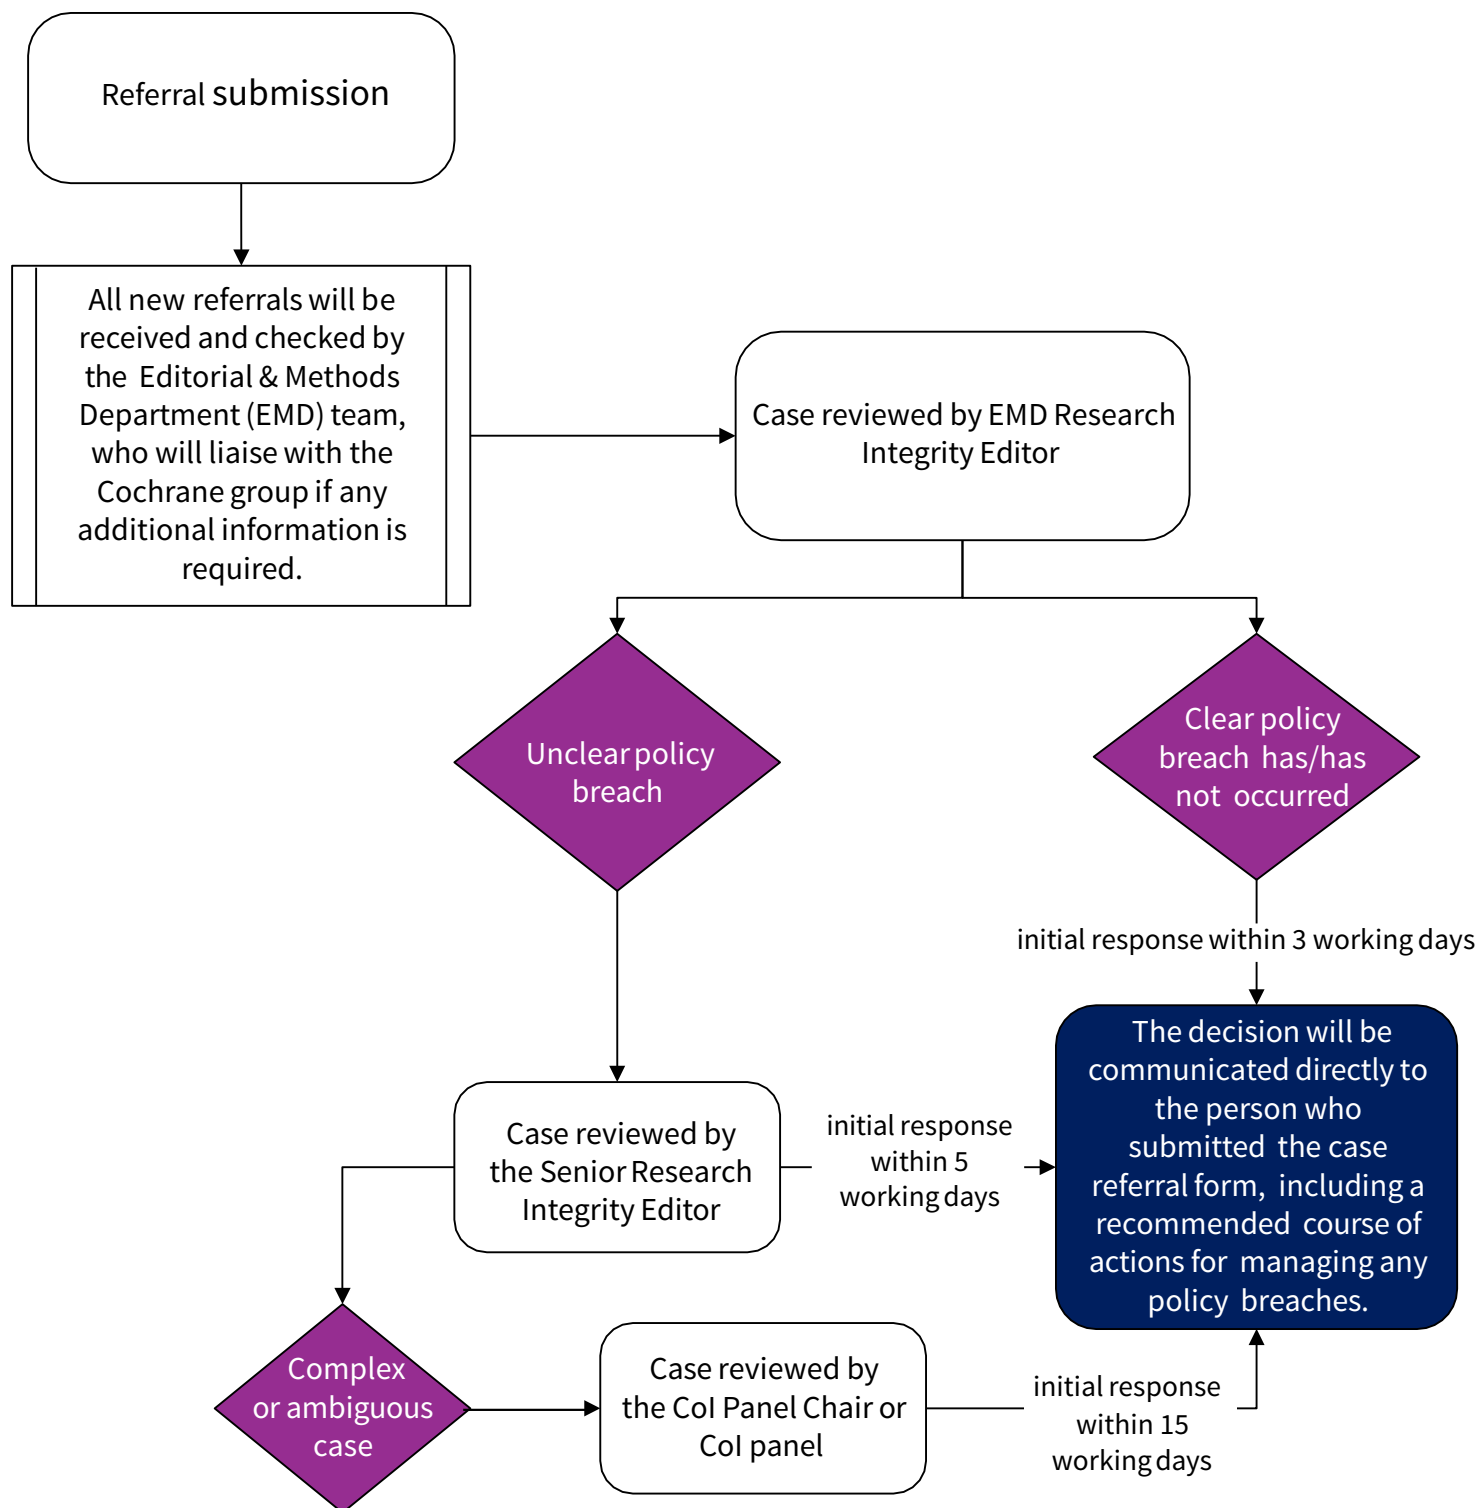 Referral submission
All new referrals will be
received and checked by
the Editorial & Methods
Department (EMD) team,
who will liaise with the
Cochrane group if any
additional information is
required.
Case reviewed by EMD Research
Integrity Editor
Unclear policy
breach
Clear policy
breach has/has
not occurred
initial response within 3 working days
The decision will be
communicated directly to
the person who
submitted the case
referral form, including a
recommended course of
actions for managing any
policy breaches.
Case reviewed by
the Senior Research
Integrity Editor
initial response
within 5
working days
Complex
or ambiguous
case
Case reviewed by
the CoI Panel Chair or
CoI panel
initial response
within 15
working days